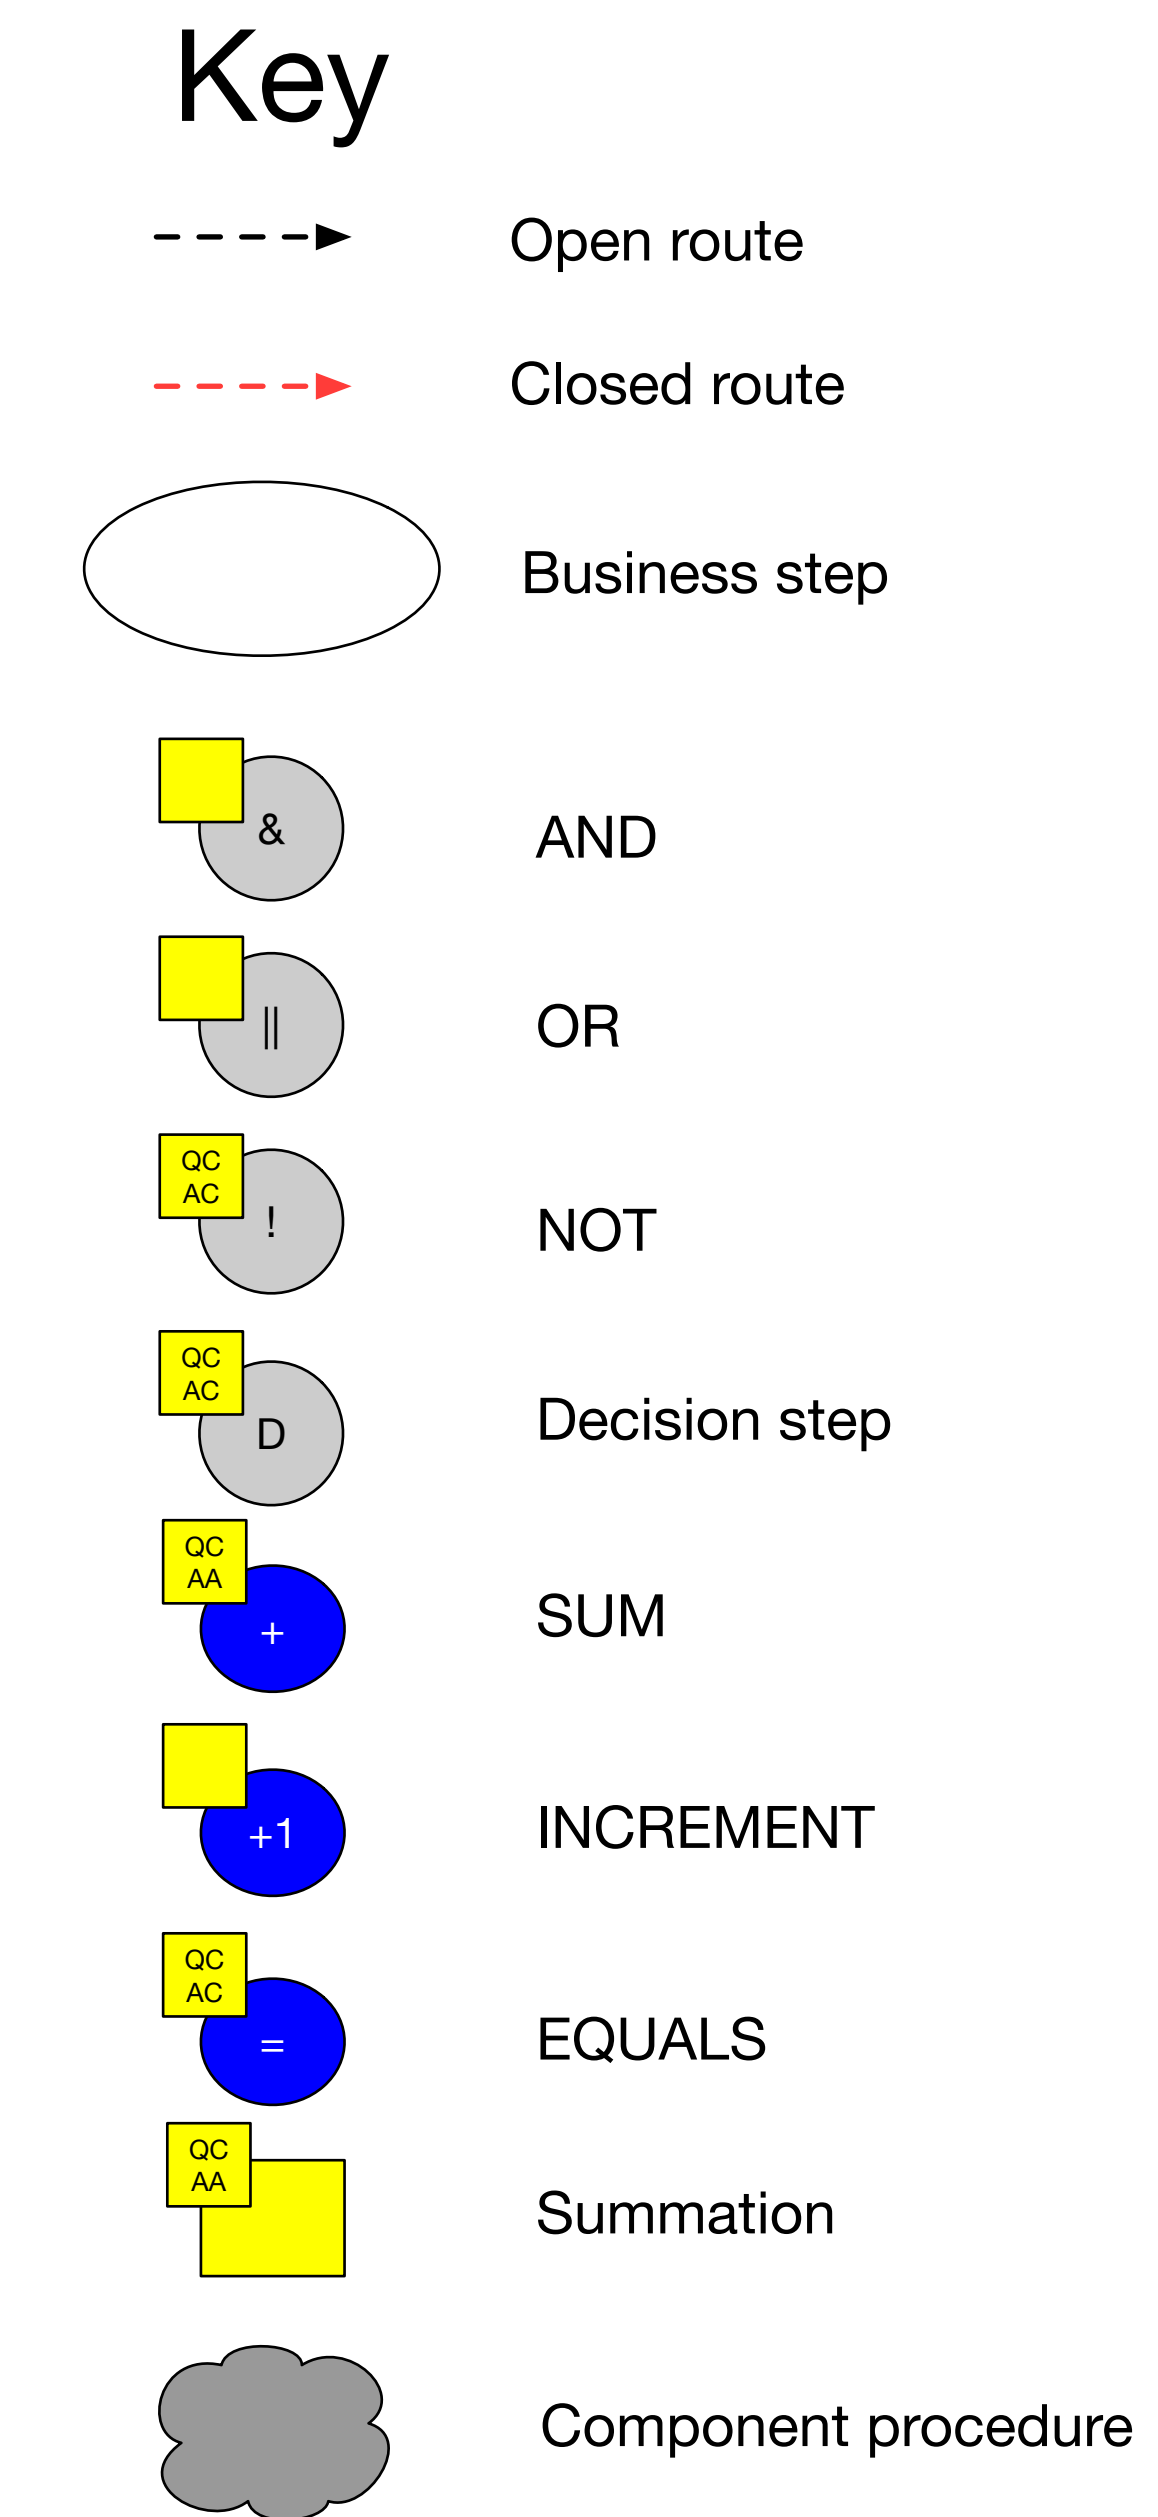 Key
Open route
Closed route
Business step
&
AND
||
OR
QC
AC
!
NOT
QC
AC
D
Decision step
QC
AA
+
SUM
+1
INCREMENT
QC
AC
=
EQUALS
QC
AA
Summation
Component procedure